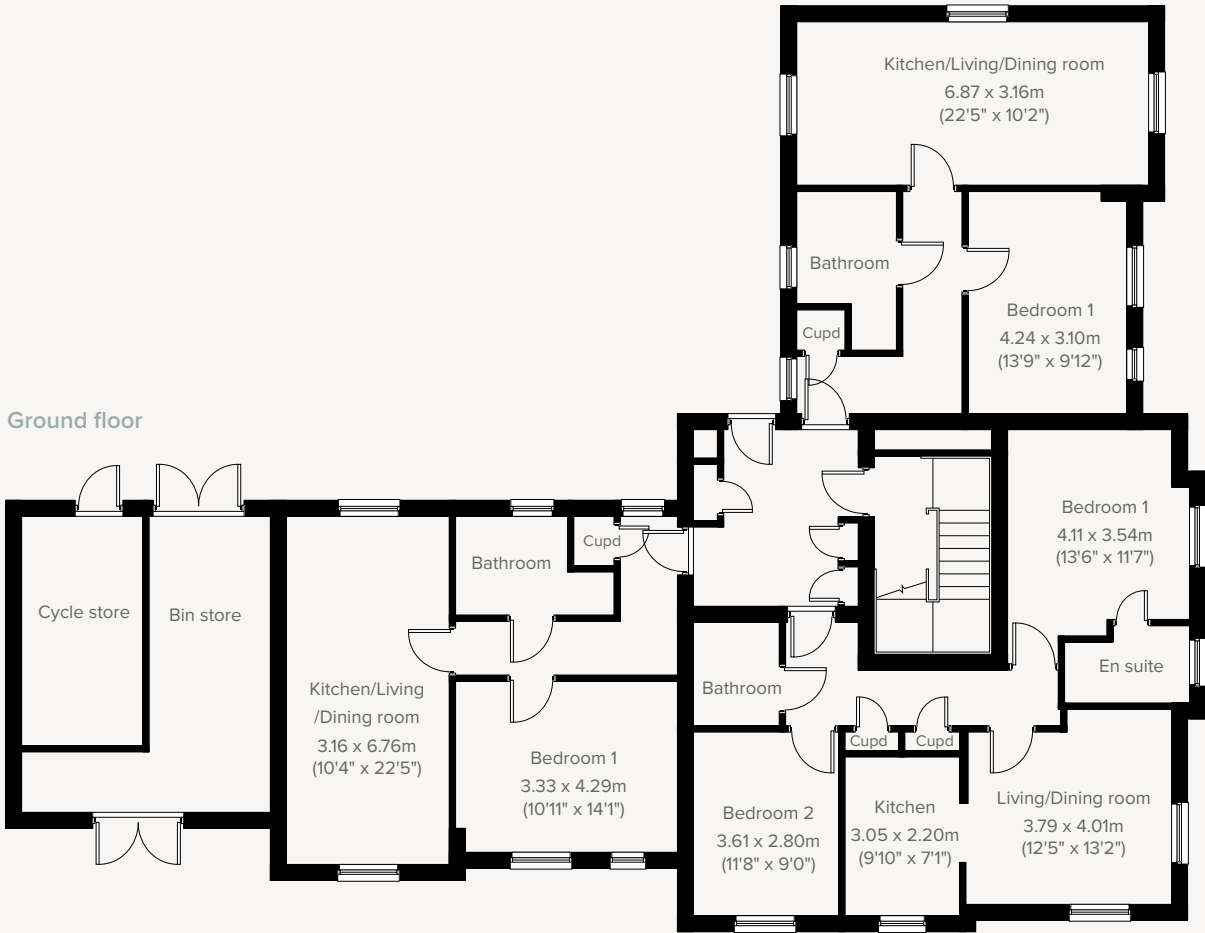 Kitchen/Living/Dining room
6.87 x 3.16m
(22'5" x 10'2")
Bathroom
Cupd
Bedroom 1
4.24 x 3.10m
(13'9" x 9'12")
Ground floor
Cycle store
Bin store
Kitchen/Living
/Dining room
3.16 x 6.76m
(10'4" x 22'5")
Bathroom
Cupd
Bedroom 1
3.33 x 4.29m
(10'11" x 14'1")
Bedroom 1
4.11 x 3.54m
(13'6" x 11'7")
En suite
Bathroom
Cupd
Cupd
Bedroom 2
3.61 x 2.80m
(11'8" x 9'0")
Kitchen
3.05 x 2.20m
(9'10" x 7'1")
Living/Dining room
3.79 x 4.01m
(12'5" x 13'2")